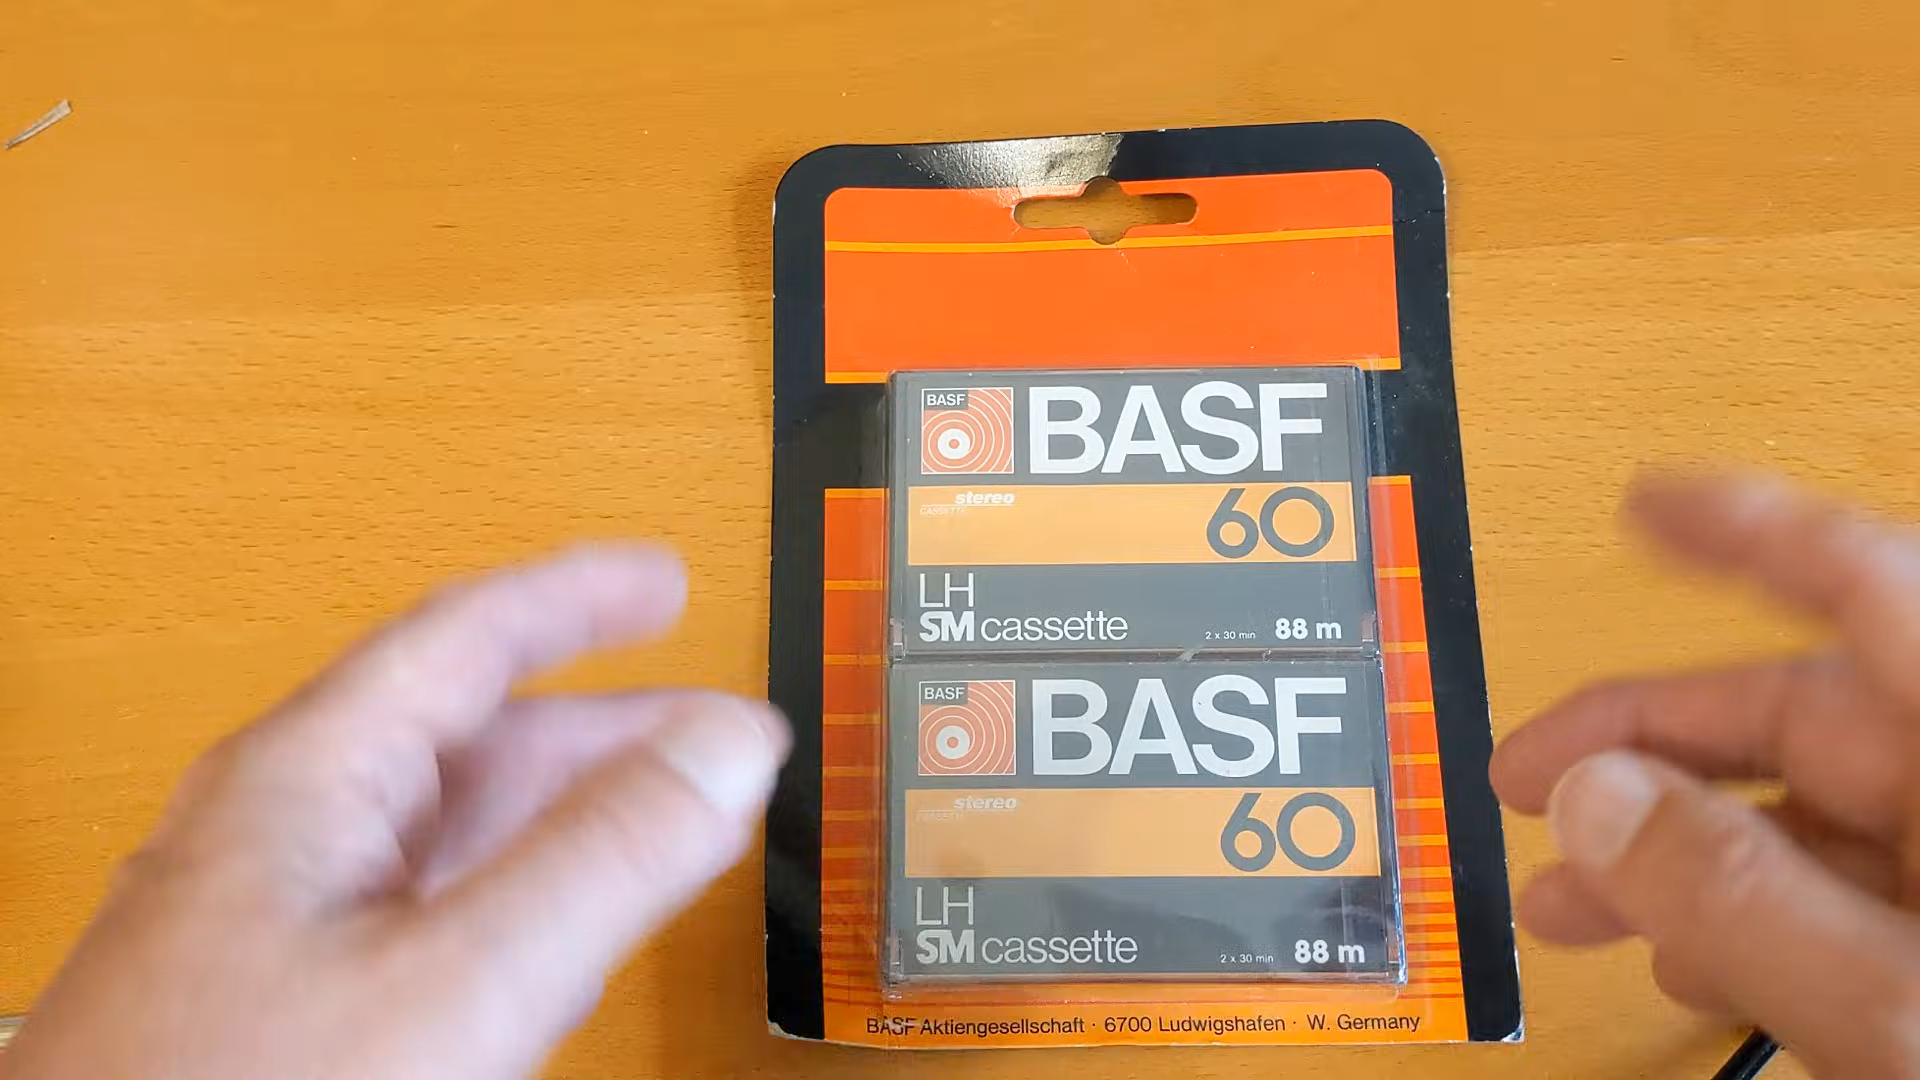 BASF
BASF
stereo
CASSETTE
60
LH
SM cassette
2 x 30 min
88 m
BASF
BASF
stereo
60
LH
SM cassette
2 x 30 min
88 m
BASF Aktiengesellschaft · 6700 Ludwigshafen · W. Germany